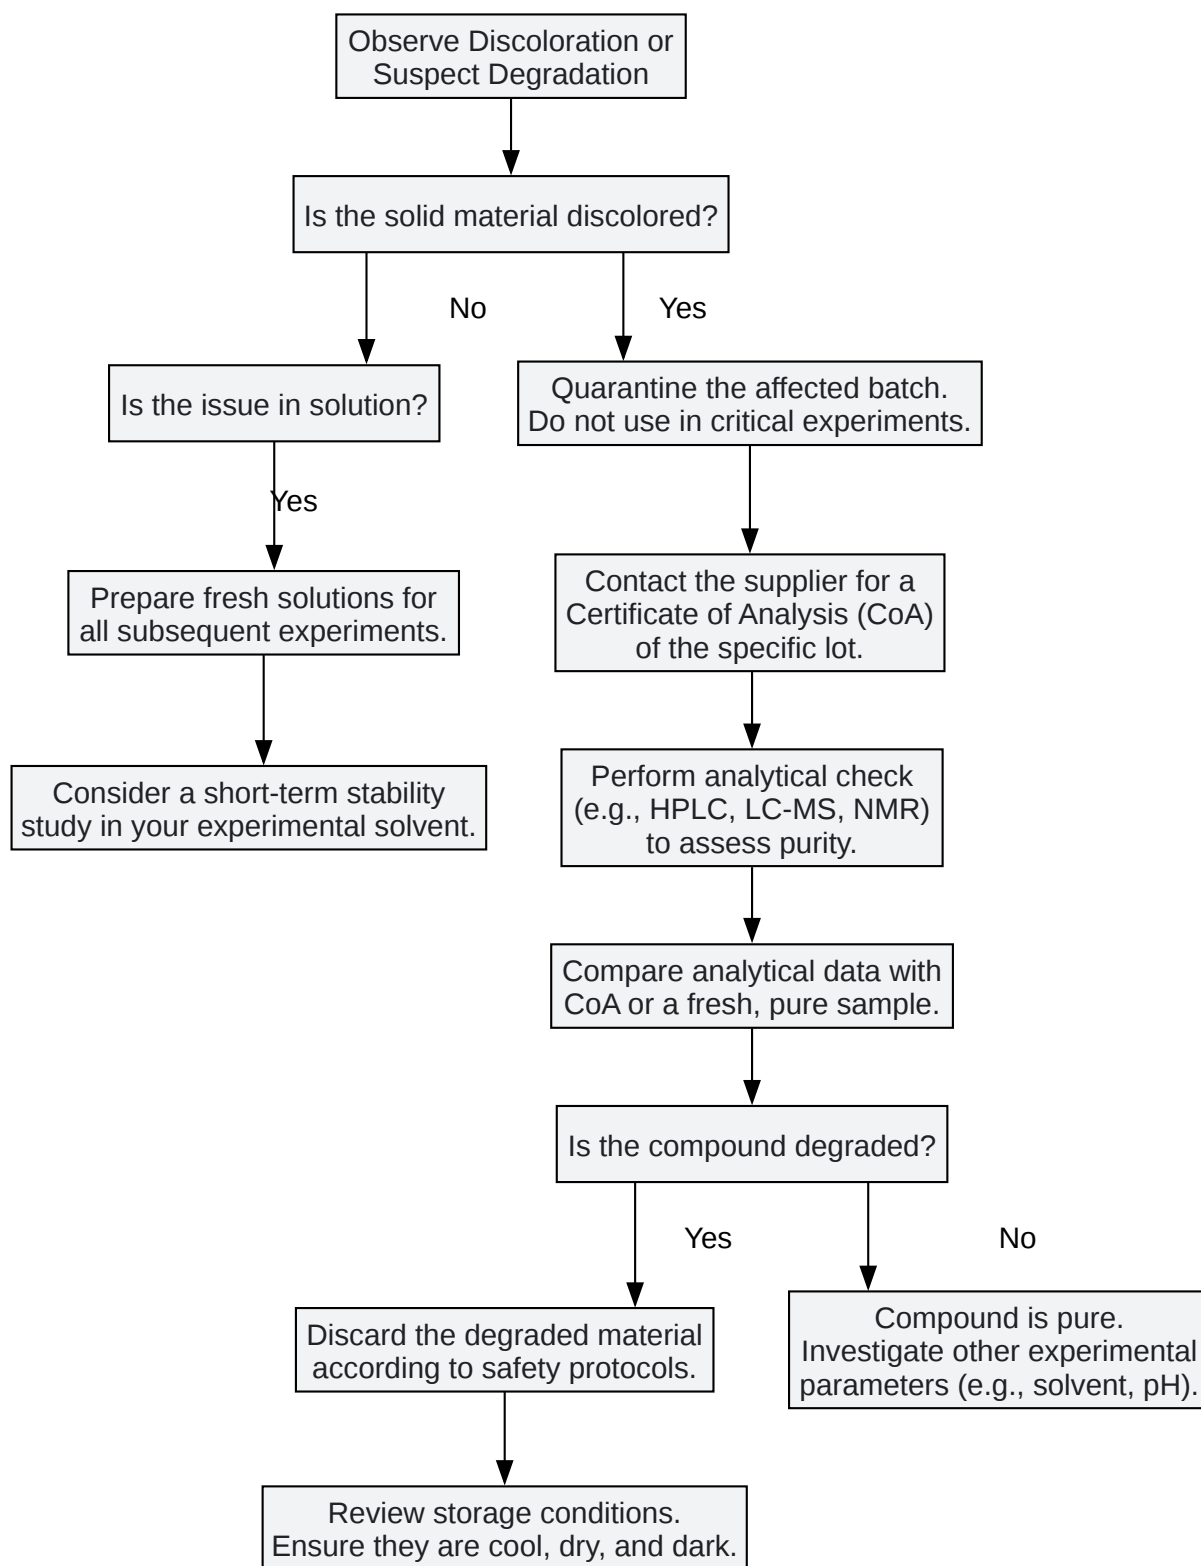 Observe Discoloration or
Suspect Degradation
Is the solid material discolored?
No
Yes
Is the issue in solution?
Quarantine the affected batch.
Do not use in critical experiments.
Yes
Prepare fresh solutions for
all subsequent experiments.
Contact the supplier for a
Certificate of Analysis (CoA)
of the specific lot.
Consider a short-term stability
study in your experimental solvent.
Perform analytical check
(e.g., HPLC, LC-MS, NMR)
to assess purity.
Compare analytical data with
CoA or a fresh, pure sample.
Is the compound degraded?
Yes
No
Discard the degraded material
according to safety protocols.
Compound is pure.
Investigate other experimental
parameters (e.g., solvent, pH).
Review storage conditions.
Ensure they are cool, dry, and dark.